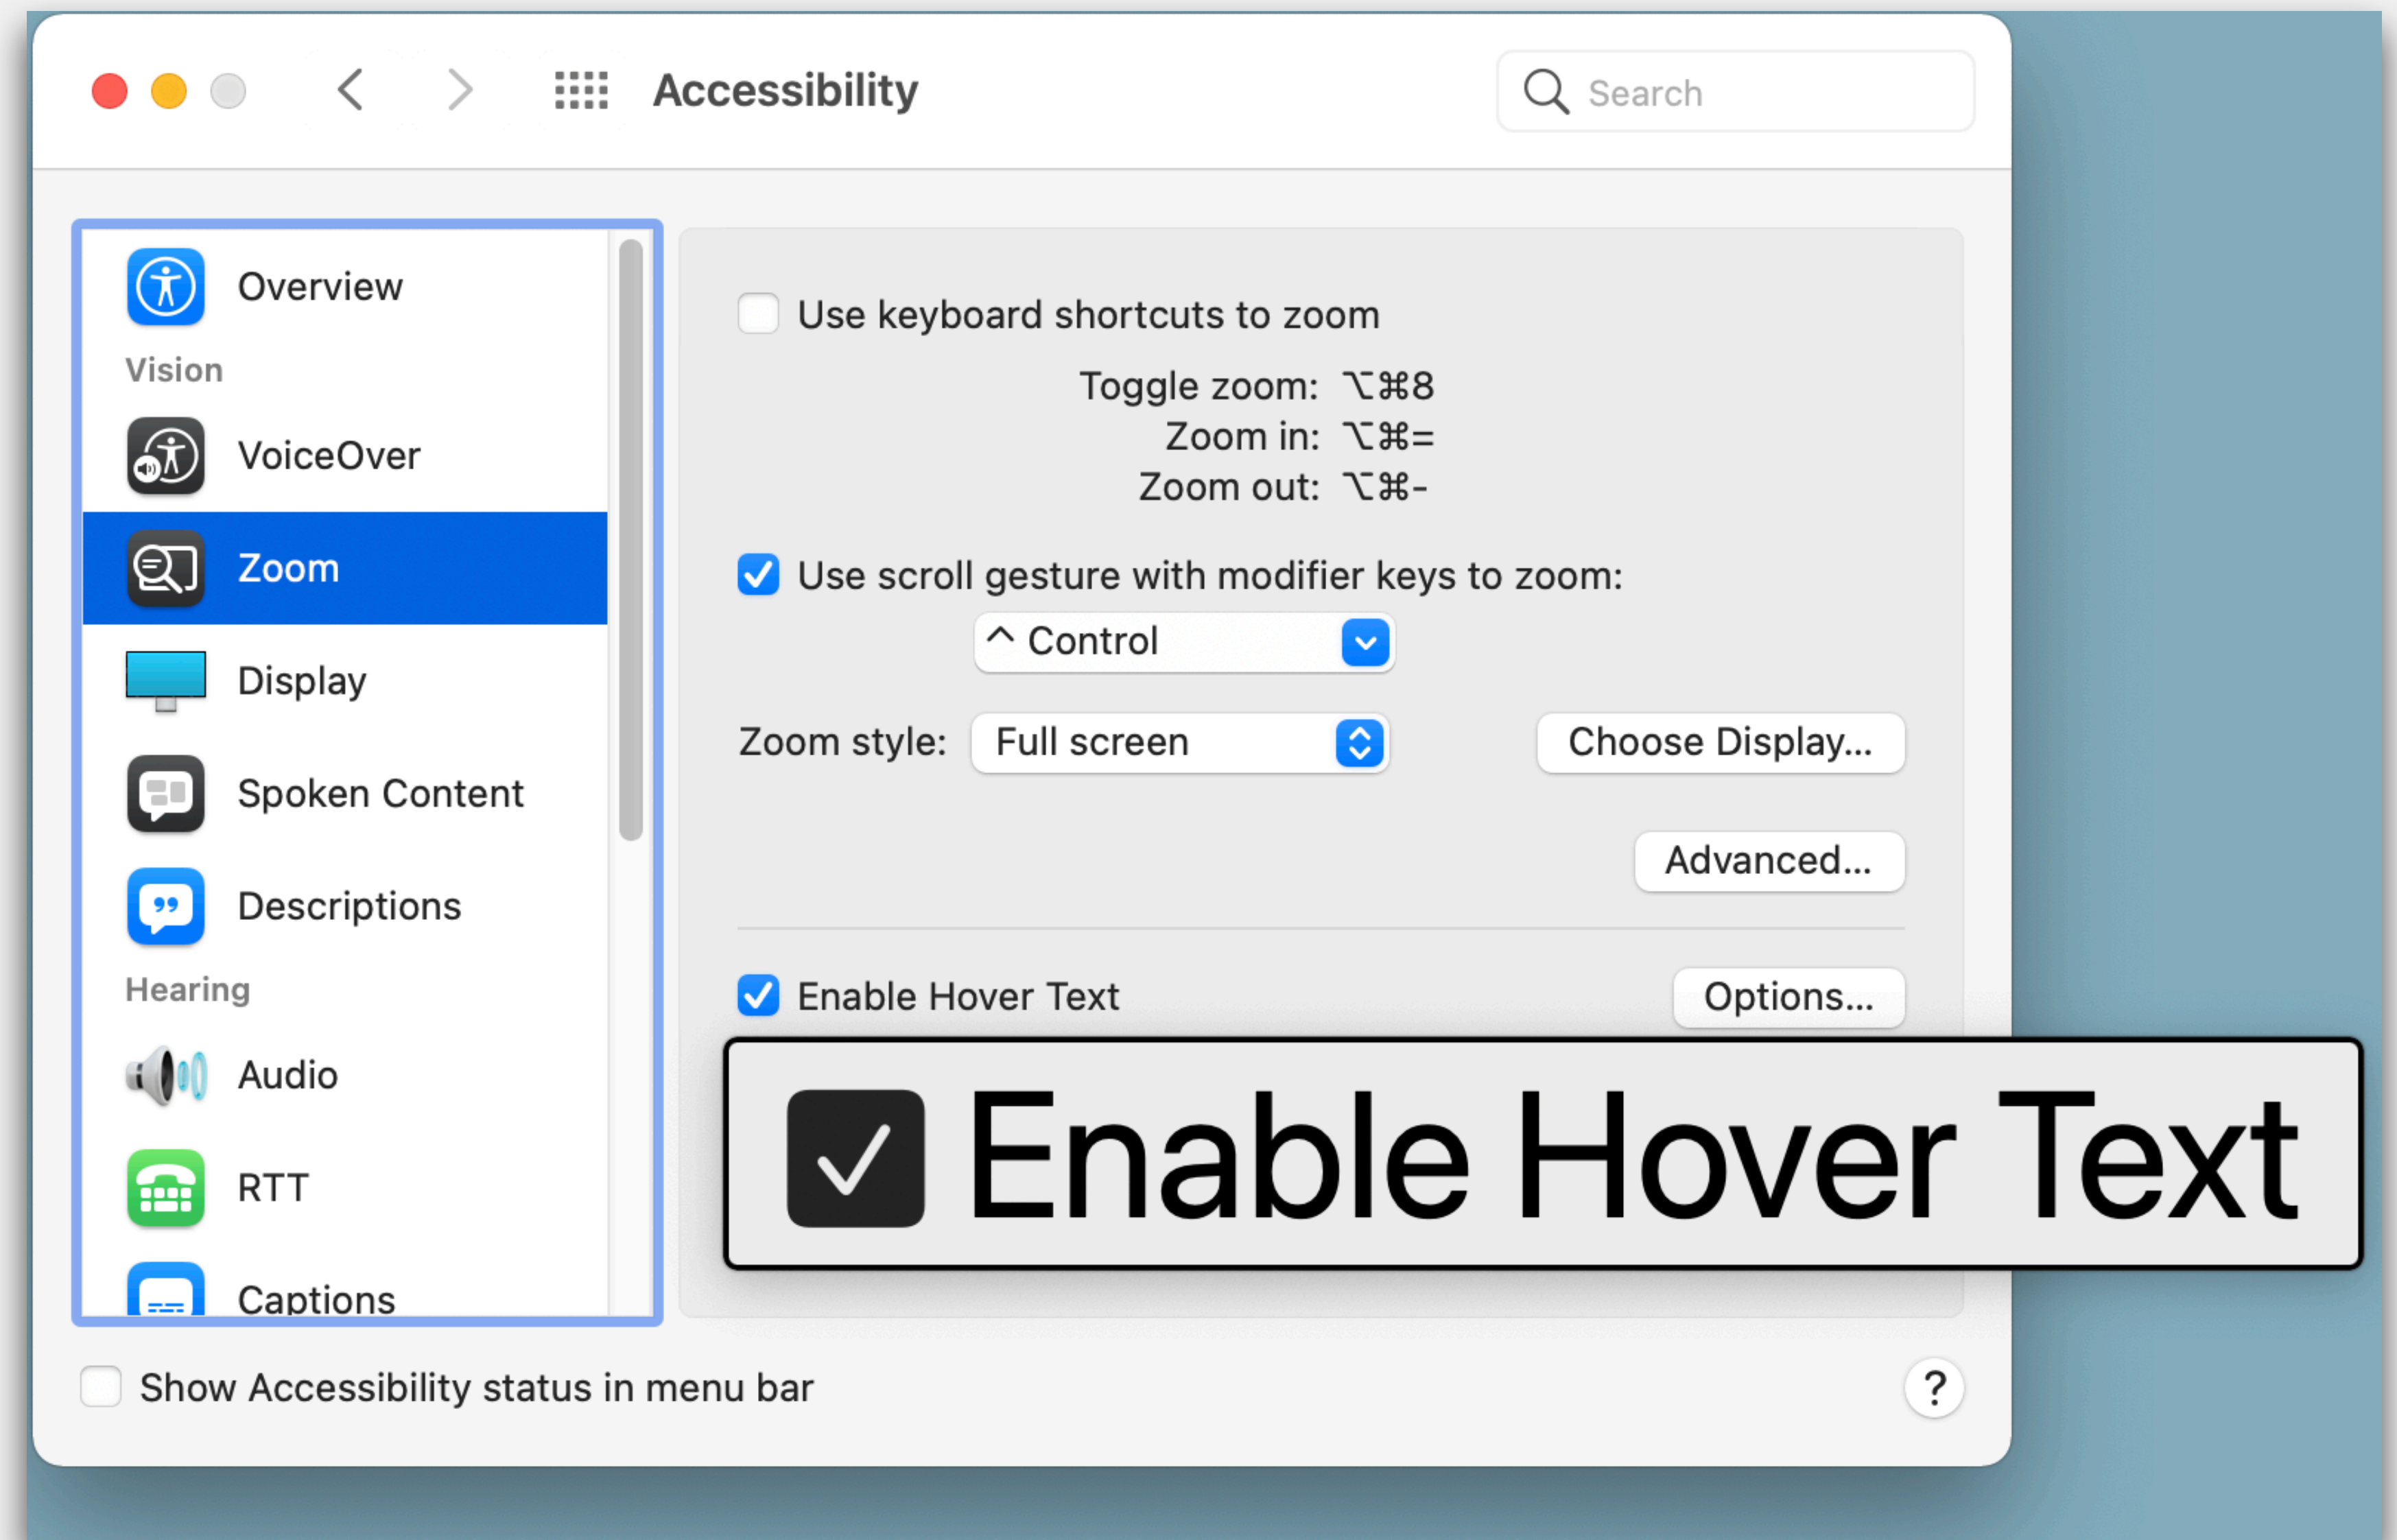 Accessibility
Search
Overview
Vision
VoiceOver
Zoom
Display
Spoken Content
Descriptions
Hearing
Audio
RTT
Captions
Use keyboard shortcuts to zoom
Toggle zoom: ⌥⌘8
Zoom in: ⌥⌘=
Zoom out: ⌥⌘-
Use scroll gesture with modifier keys to zoom:
^ Control
Zoom style: Full screen Choose Display...
Advanced...
Enable Hover Text Options...
Enable Hover Text
Show Accessibility status in menu bar ?